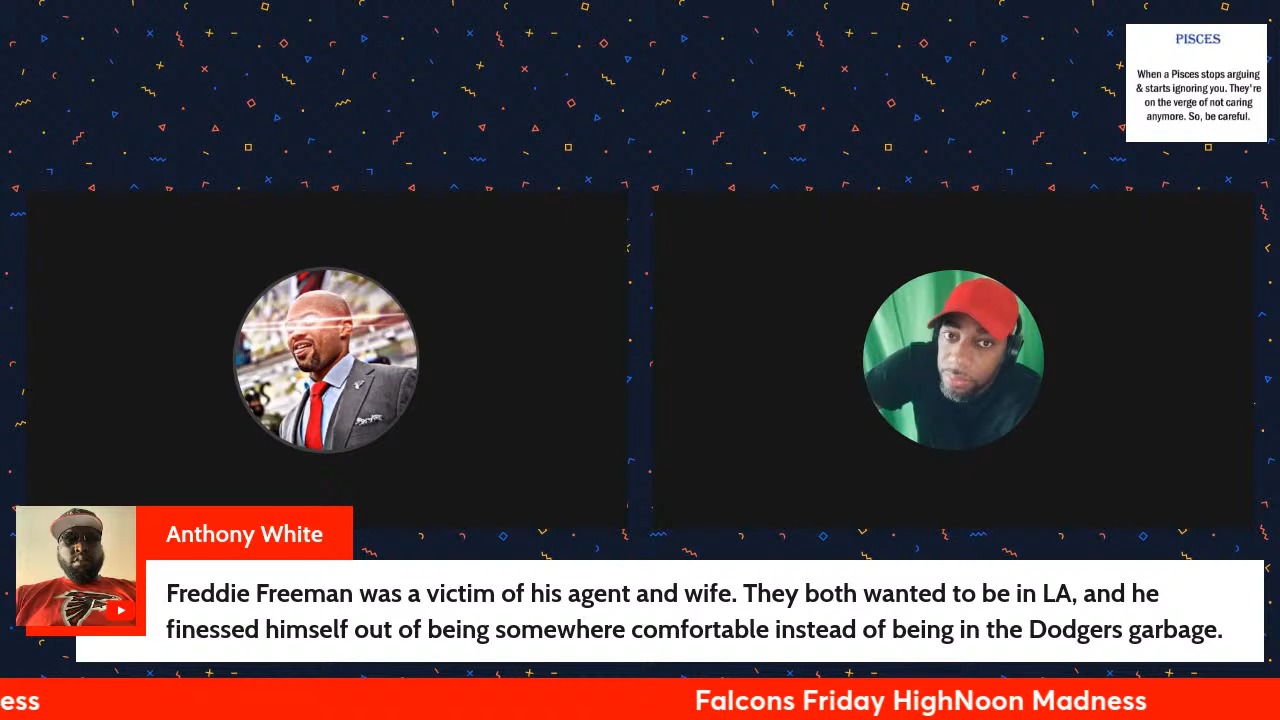 PISCES
When a Pisces stops arguing
& starts ignoring you. They're
on the verge of not caring
anymore. So, be careful.
Anthony White
Freddie Freeman was a victim of his agent and wife. They both wanted to be in LA, and he
finessed himself out of being somewhere comfortable instead of being in the Dodgers garbage.
ess
Falcons Friday HighNoon Madness